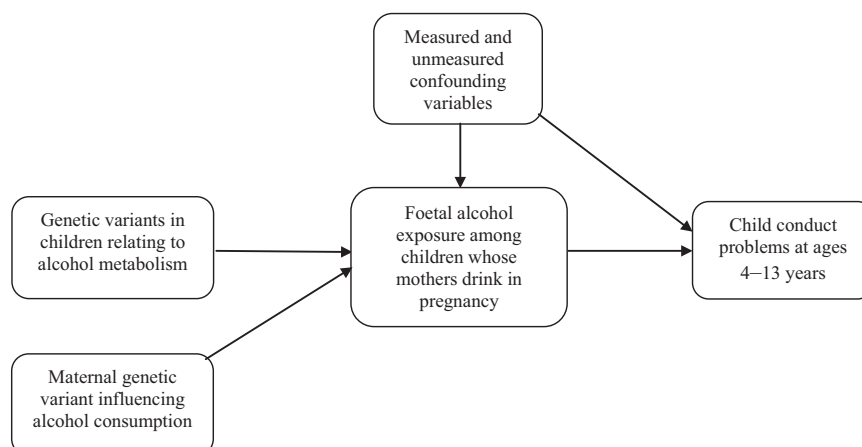 Measured and
unmeasured
confounding
variables
Genetic variants in
children relating to
alcohol metabolism
Foetal alcohol
exposure among
children whose
mothers drink in
pregnancy
Child conduct
problems at ages
4–13 years
Maternal genetic
variant influencing
alcohol consumption